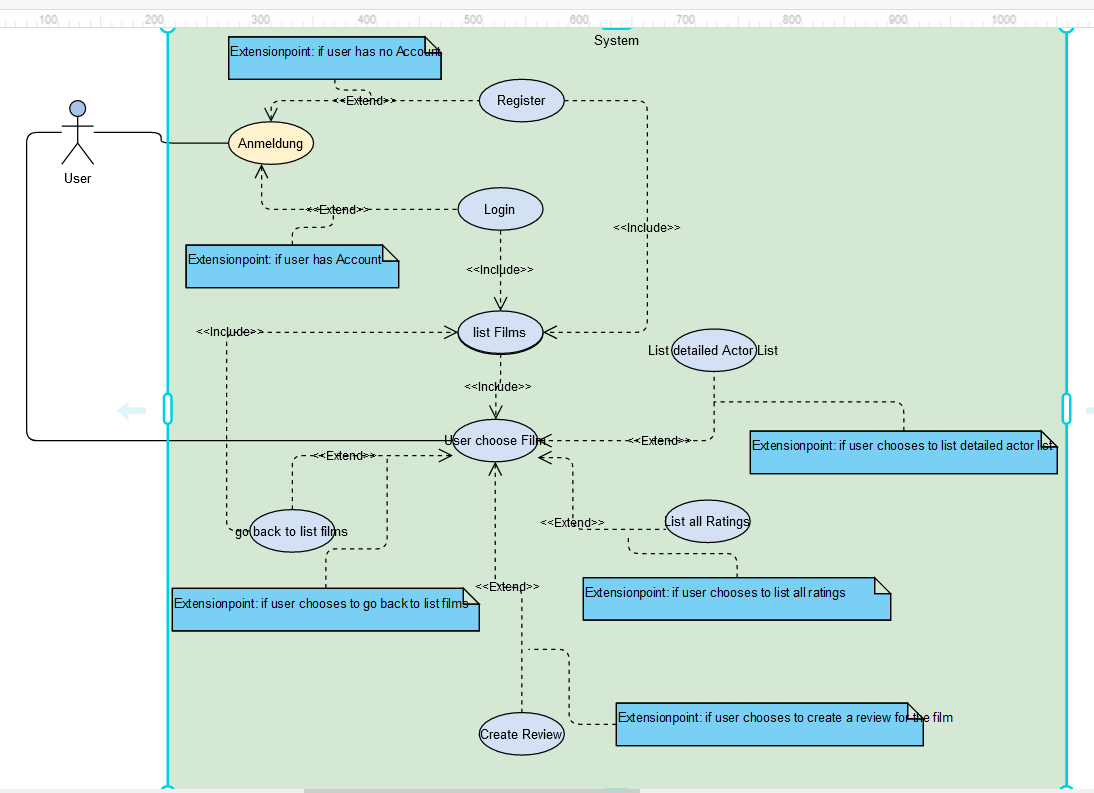 100 200 300 400 500 600 700 800 900 1000
System
Extensionpoint: if user has no Account
<<Extend>>
Register
Anmeldung
User
<<Extend>>
Login
<<Include>>
Extensionpoint: if user has Account
<<Include>>
<<Include>>
list Films
List detailed Actor List
<<Include>>
User choose Film
<<Extend>>
Extensionpoint: if user chooses to list detailed actor list
<<Extend>>
go back to list films
<<Extend>>
List all Ratings
<<Extend>>
Extensionpoint: if user chooses to list all ratings
Extensionpoint: if user chooses to go back to list films
Extensionpoint: if user chooses to create a review for the film
Create Review